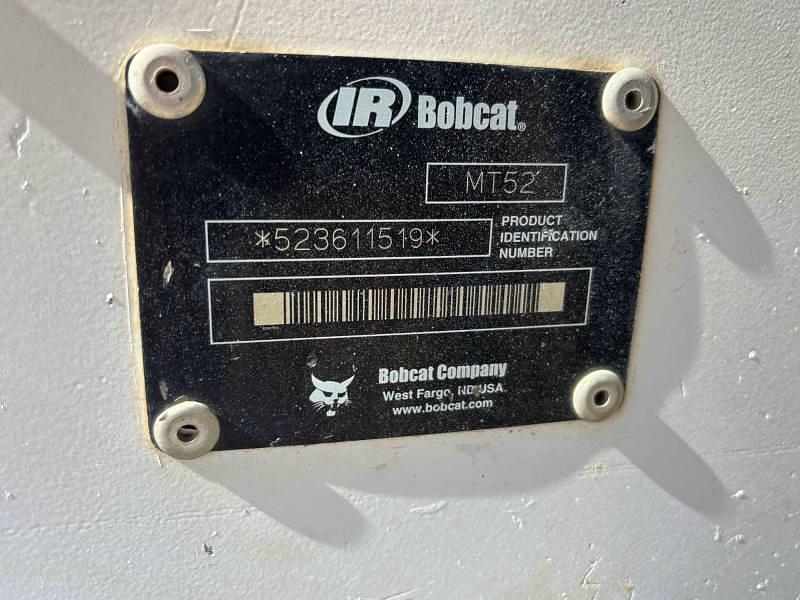 IR Bobcat®
MT52
*523611519*
PRODUCT
IDENTIFICATION
NUMBER
Bobcat Company
West Fargo, ND USA.
www.bobcat.com